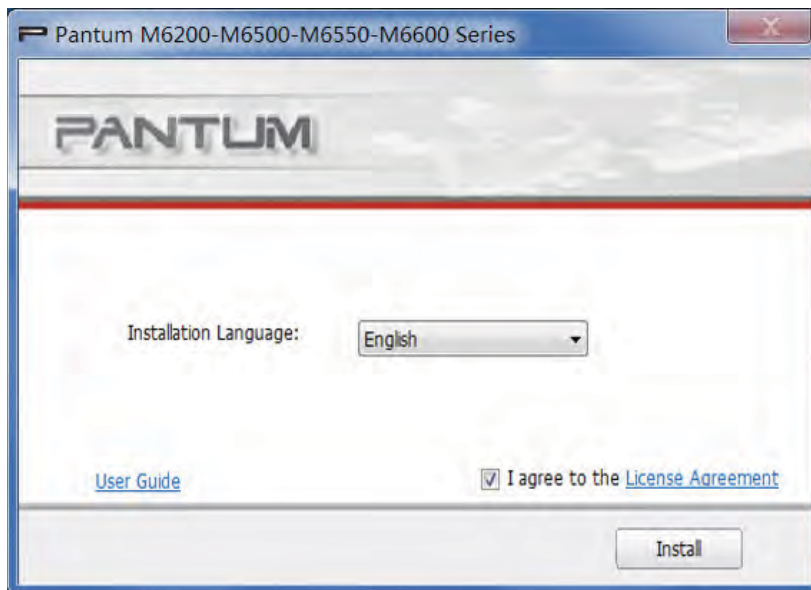 Pantum M6200-M6500-M6550-M6600 Series
PANTUM
Installation Language:
English
User Guide
I agree to the License Agreement
Install